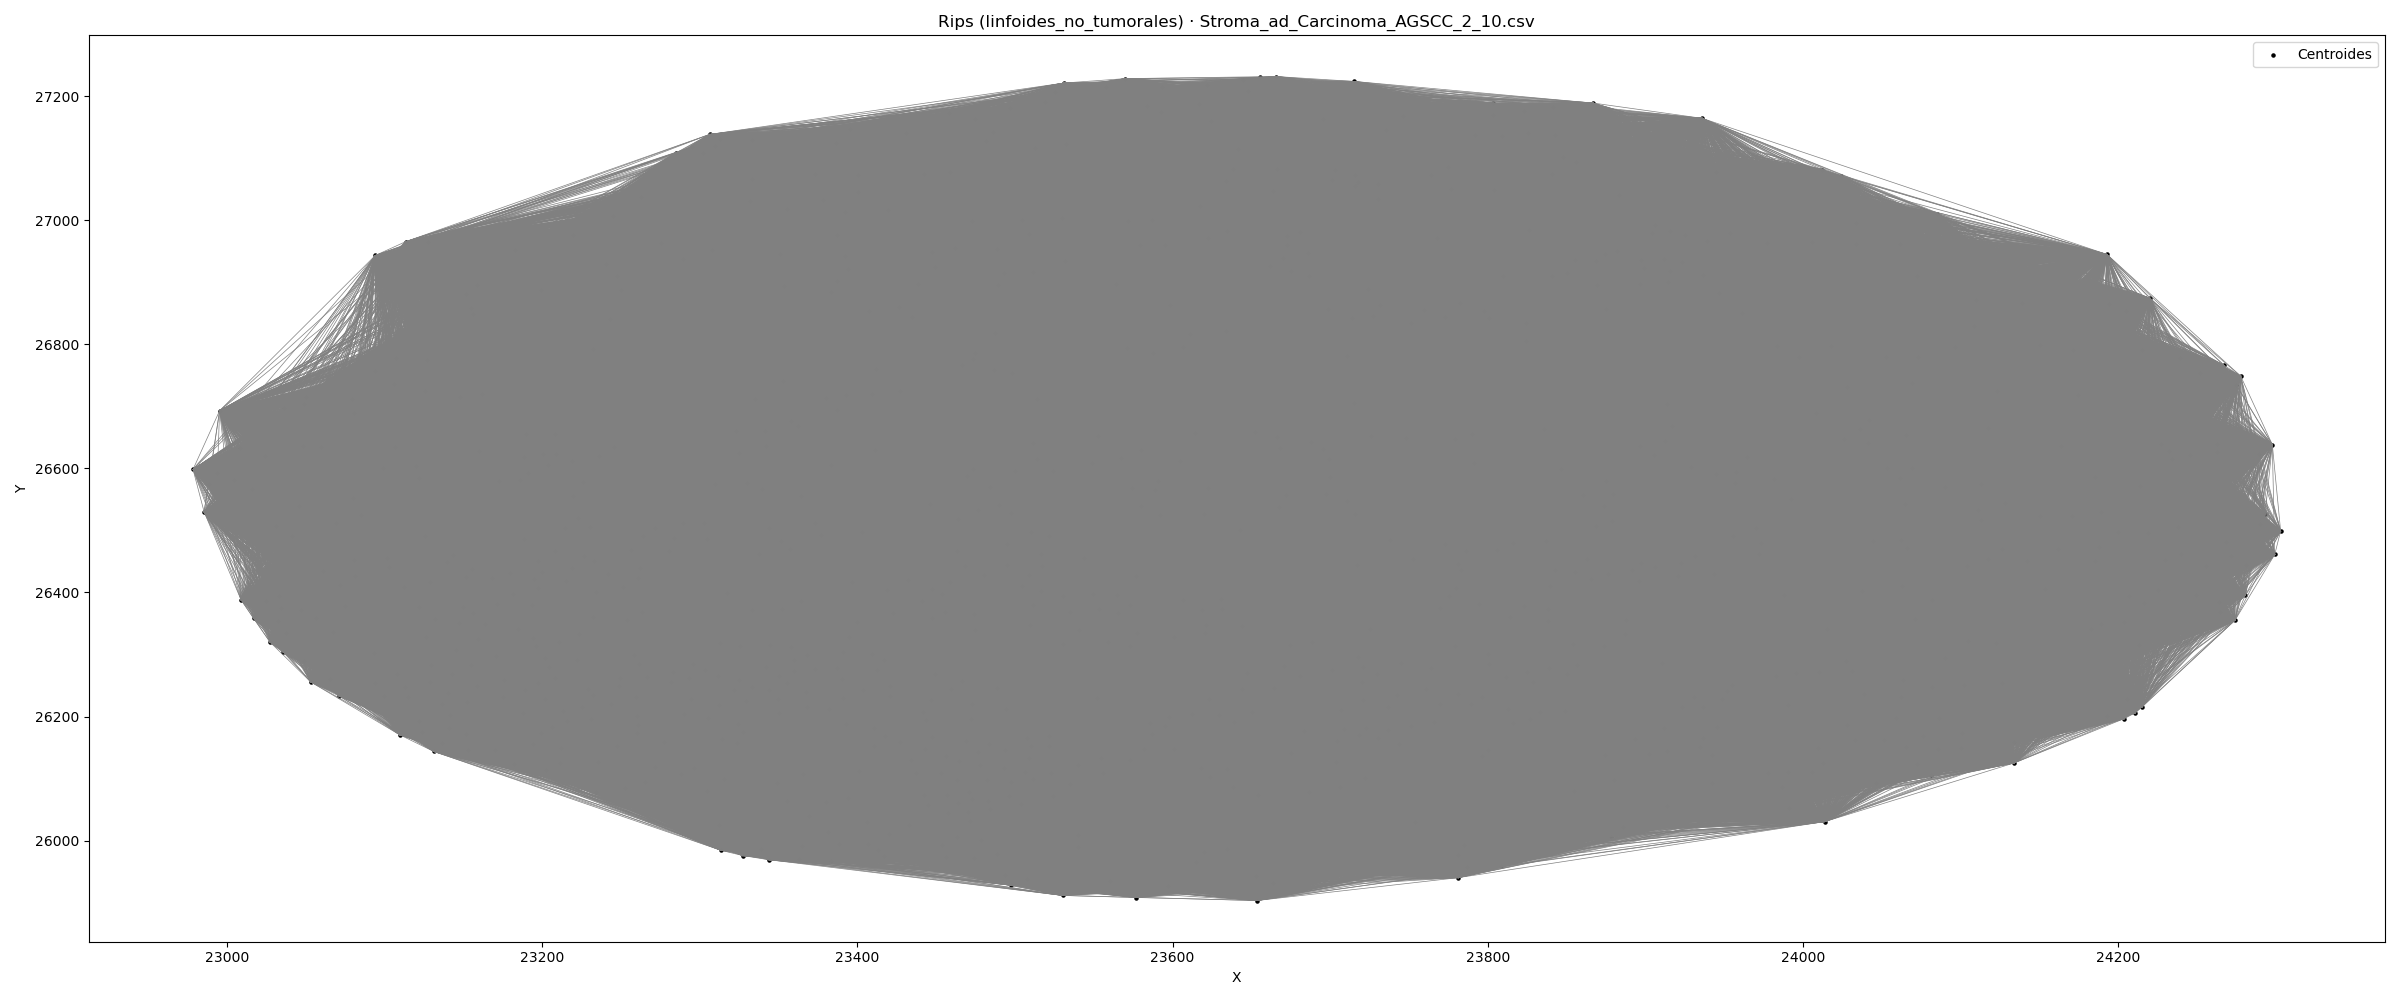 Rips (linfoides_no_tumorales) · Stroma_ad_Carcinoma_AGSCC_2_10.csv
Centroides
27200
27000
26800
26600
26400
26200
26000
Y
23000 23200 23400 23600 23800 24000 24200
X